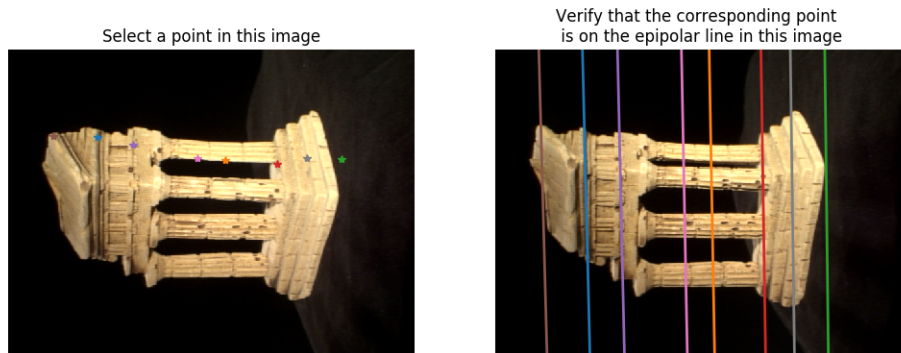 Select a point in this image
Verify that the corresponding point
is on the epipolar line in this image